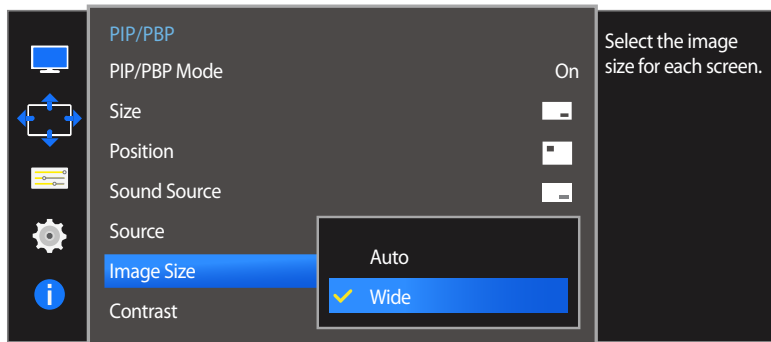 PIP/PBP
PIP/PBP Mode On
Size
Position
Sound Source
Source
Image Size
Contrast
Auto
Wide
Select the image
size for each screen.